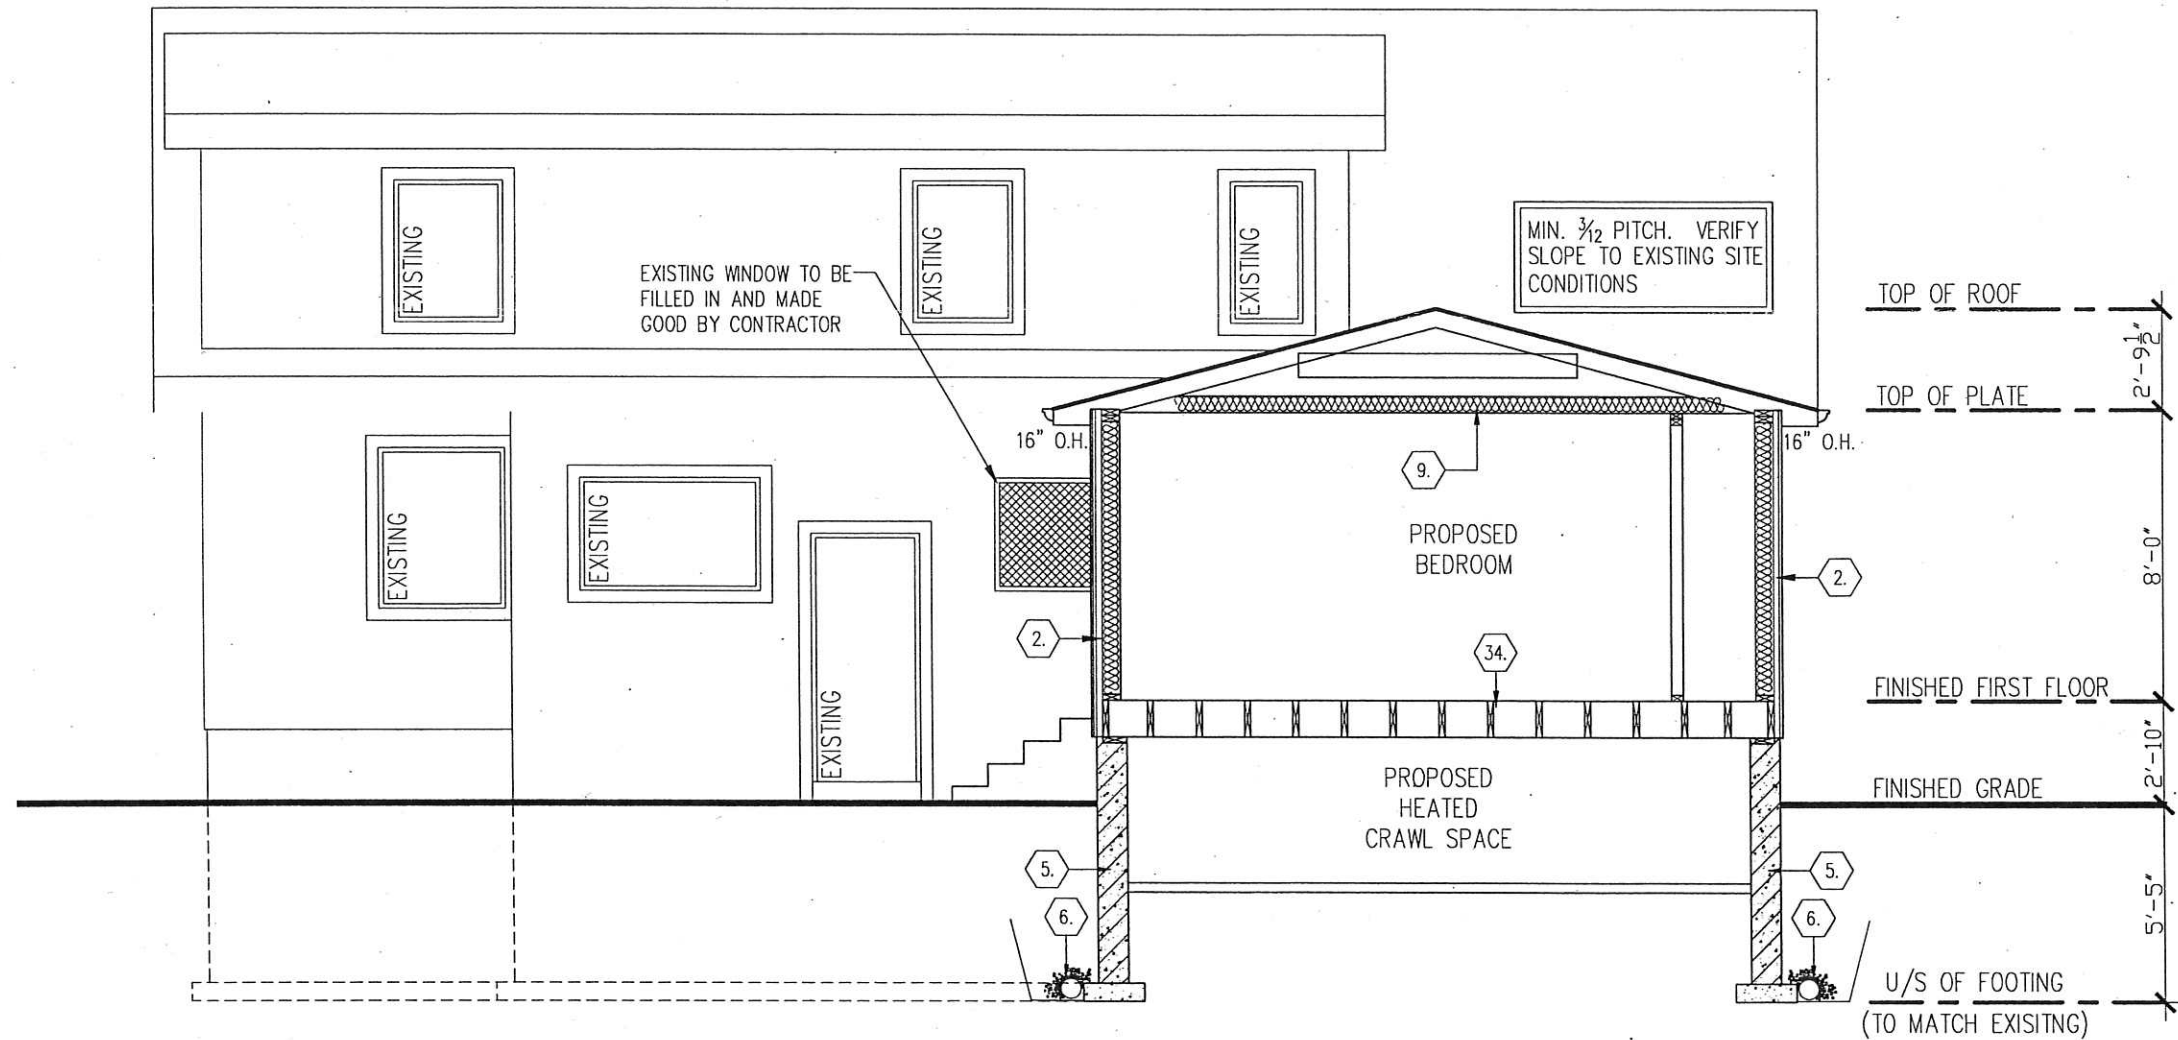 EXISTING
EXISTING
EXISTING
MIN. 3/12 PITCH. VERIFY
SLOPE TO EXISTING SITE
CONDITIONS
EXISTING WINDOW TO BE
FILLED IN AND MADE
GOOD BY CONTRACTOR
TOP OF ROOF
2'-9 1/2"
TOP OF PLATE
16" O.H.
16" O.H.
9.
EXISTING
EXISTING
PROPOSED
BEDROOM
8'-0"
2.
2.
34.
EXISTING
FINISHED FIRST FLOOR
2'-10"
PROPOSED
HEATED
CRAWL SPACE
FINISHED GRADE
5.
5.
6.
6.
5'-5"
U/S OF FOOTING
(TO MATCH EXISITNG)